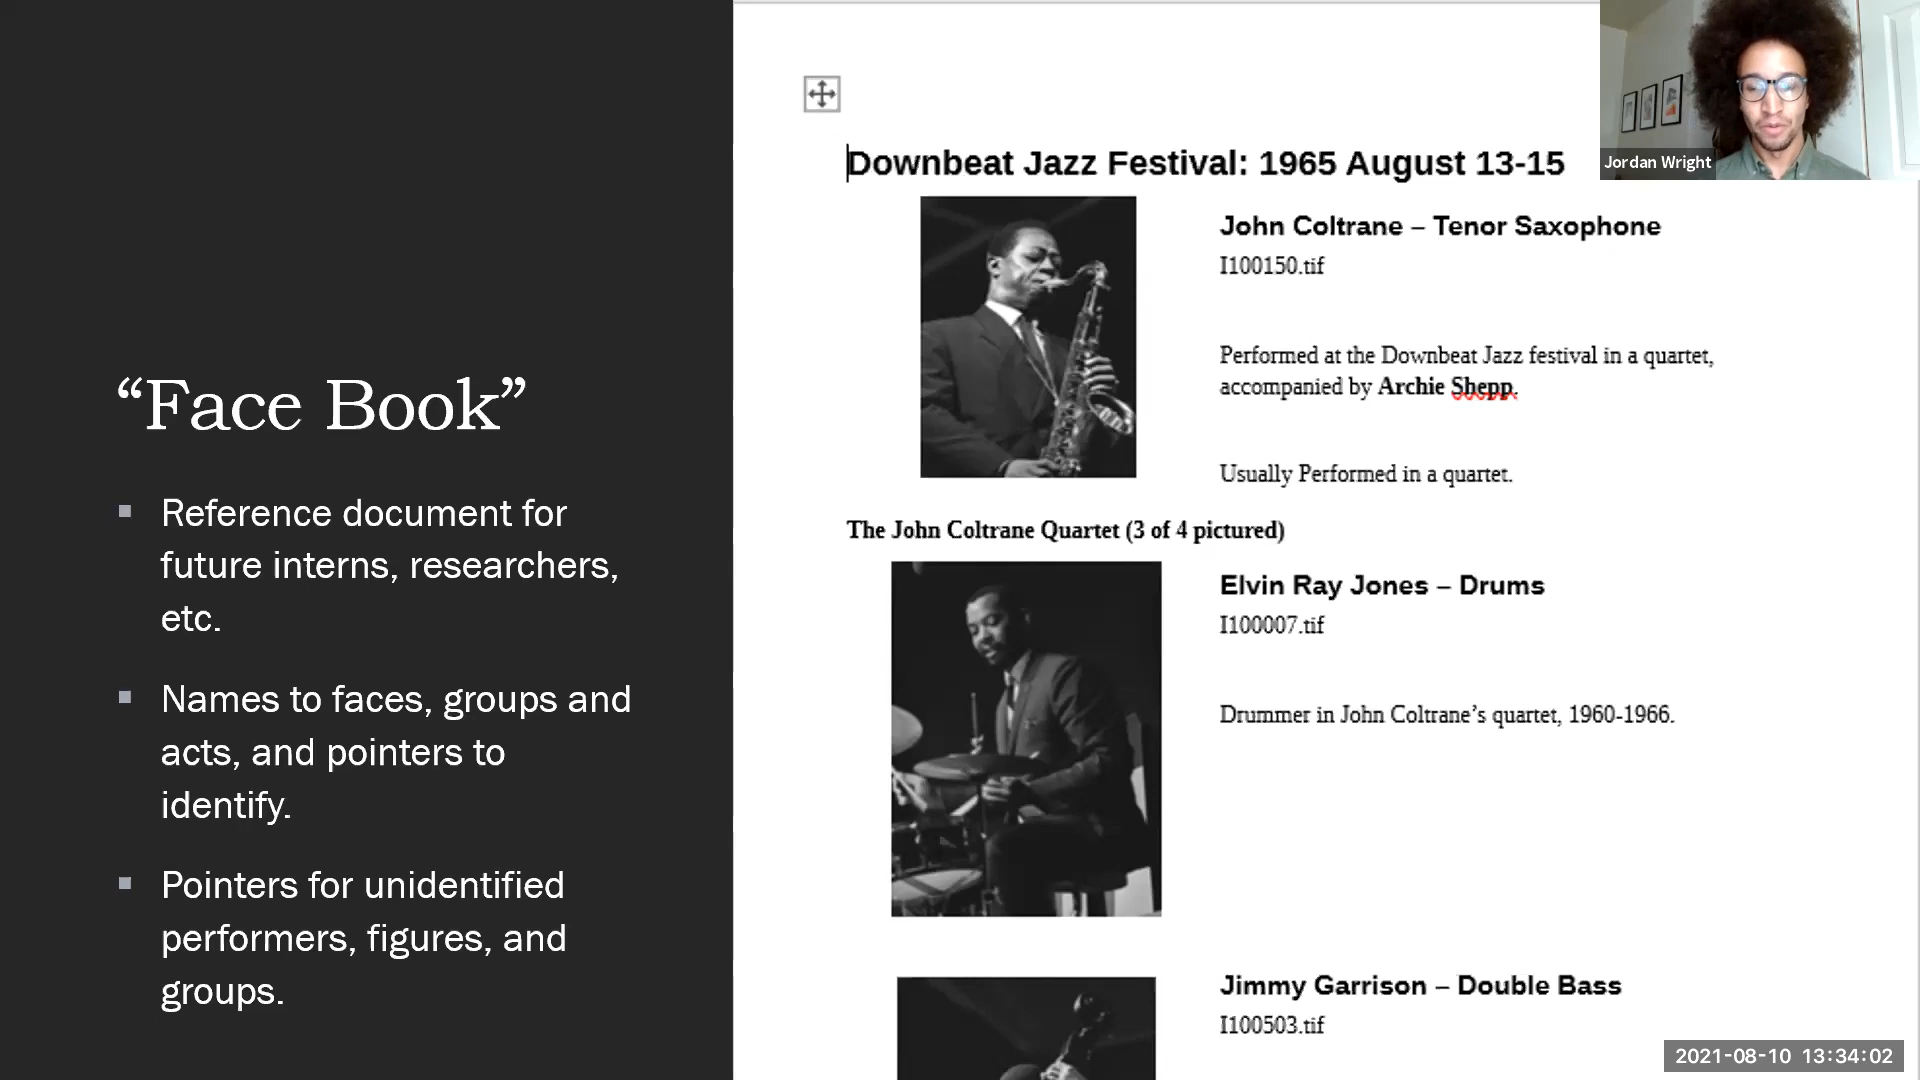 “Face Book”
▪ Reference document for
future interns, researchers,
etc.
▪ Names to faces, groups and
acts, and pointers to
identify.
▪ Pointers for unidentified
performers, figures, and
groups.
Downbeat Jazz Festival: 1965 August 13-15
John Coltrane – Tenor Saxophone
I100150.tif
Performed at the Downbeat Jazz festival in a quartet,
accompanied by Archie Shepp.
Usually Performed in a quartet.
The John Coltrane Quartet (3 of 4 pictured)
Elvin Ray Jones – Drums
I100007.tif
Drummer in John Coltrane’s quartet, 1960-1966.
Jimmy Garrison – Double Bass
I100503.tif
Jordan Wright
2021-08-10 13:34:02